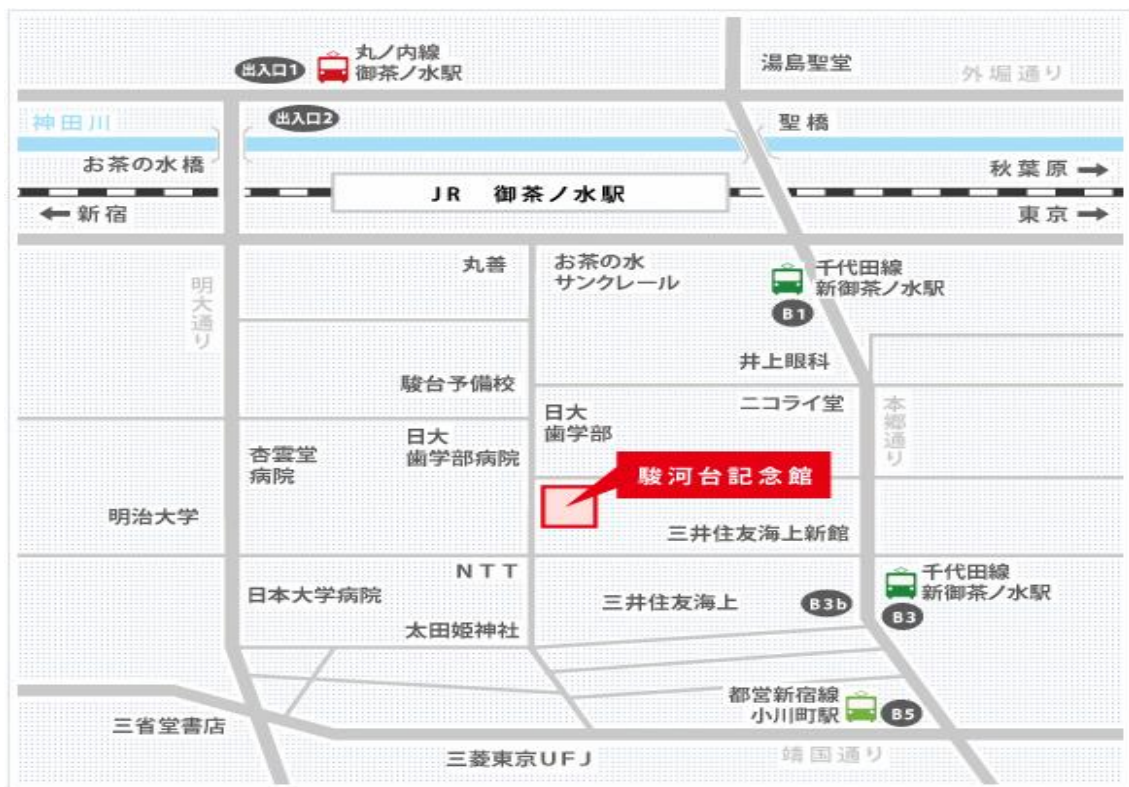 丸ノ内線
出入口1
御茶ノ水駅
湯島聖堂
外堀通り
神田川
出入口2
聖橋
お茶の水橋
秋葉原
JR 御茶ノ水駅
新宿
東京
丸善
お茶の水
サンクレール
千代田線
新御茶ノ水駅
明大通り
B1
井上眼科
駿台予備校
ニコライ堂
本郷通り
日大
歯学部
日大
歯学部病院
杏雲堂
病院
駿河台記念館
明治大学
三井住友海上新館
NTT
千代田線
新御茶ノ水駅
日本大学病院
三井住友海上
B3b
B3
太田姫神社
都営新宿線
小川町駅
B5
三省堂書店
三菱東京UFJ
靖国通り